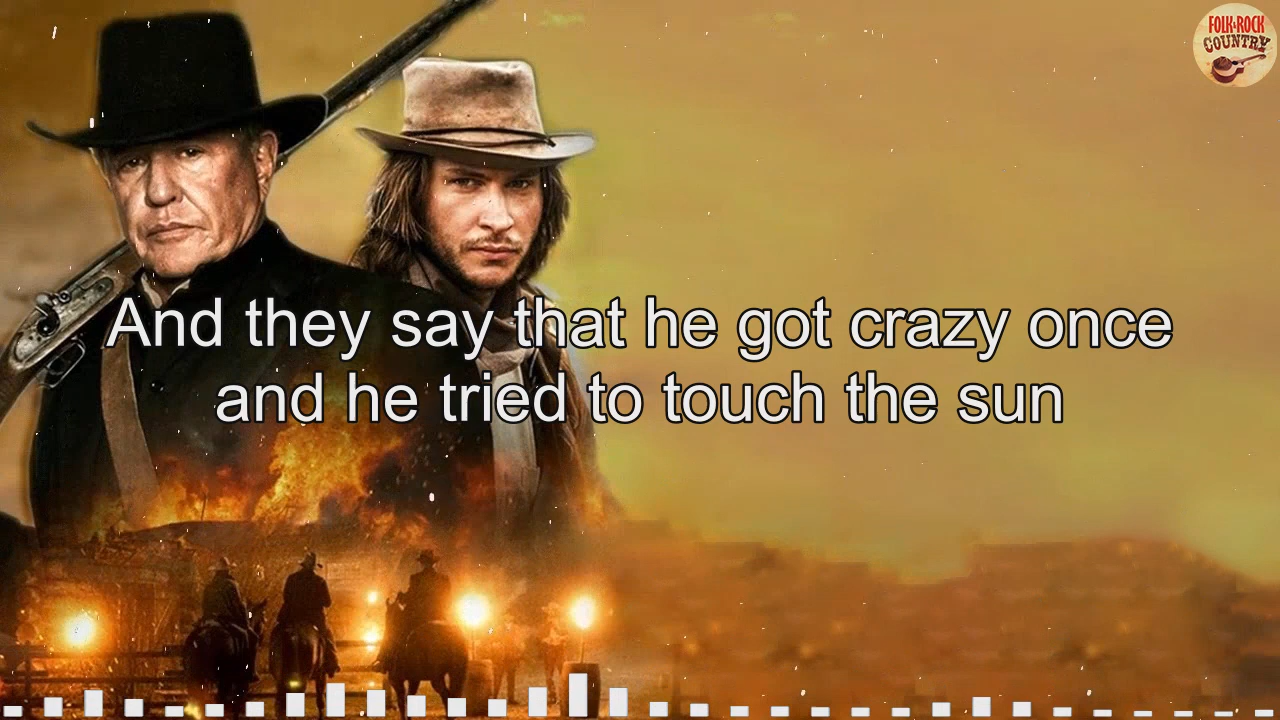 FOLK & ROCK
COUNTRY
And they say that he got crazy once
and he tried to touch the sun